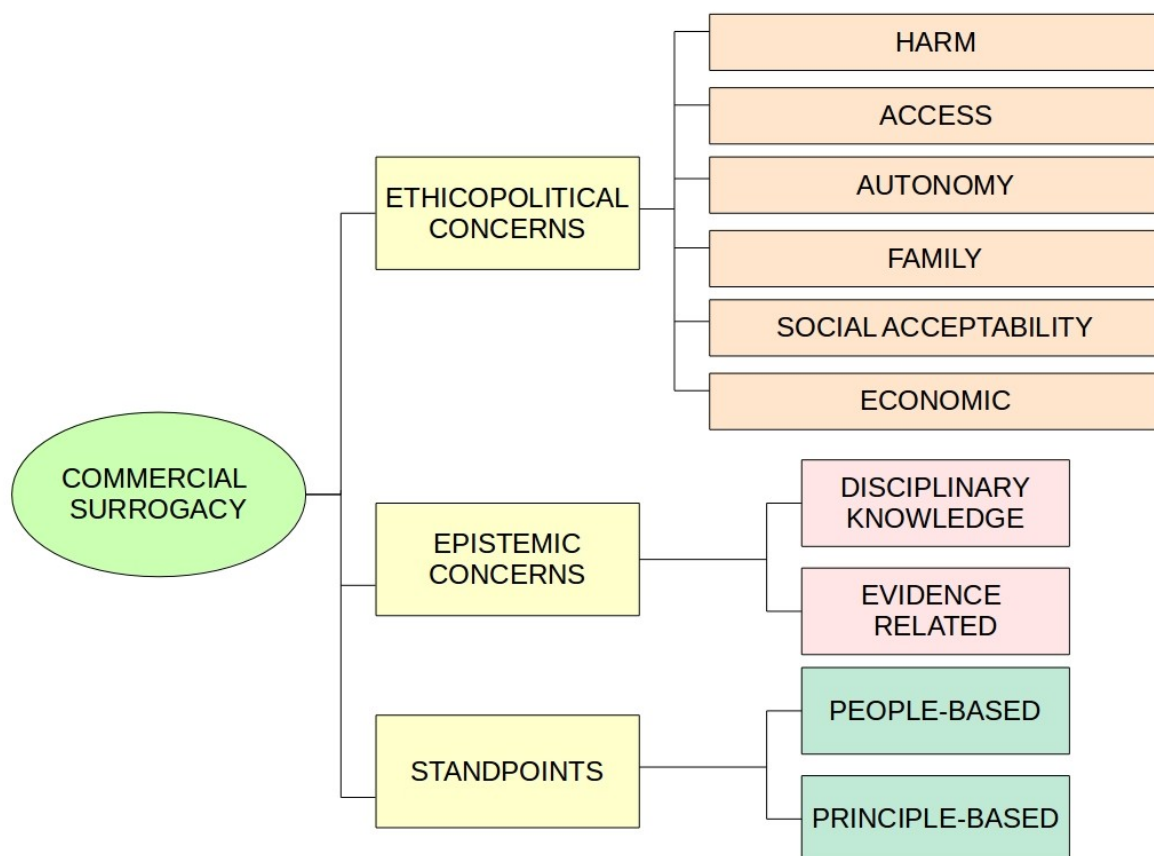 HARM
ACCESS
AUTONOMY
ETHICOPOLITICAL
CONCERNS
FAMILY
SOCIAL ACCEPTABILITY
ECONOMIC
COMMERCIAL
SURROGACY
EPISTEMIC
CONCERNS
DISCIPLINARY
KNOWLEDGE
EVIDENCE
RELATED
STANDPOINTS
PEOPLE-BASED
PRINCIPLE-BASED